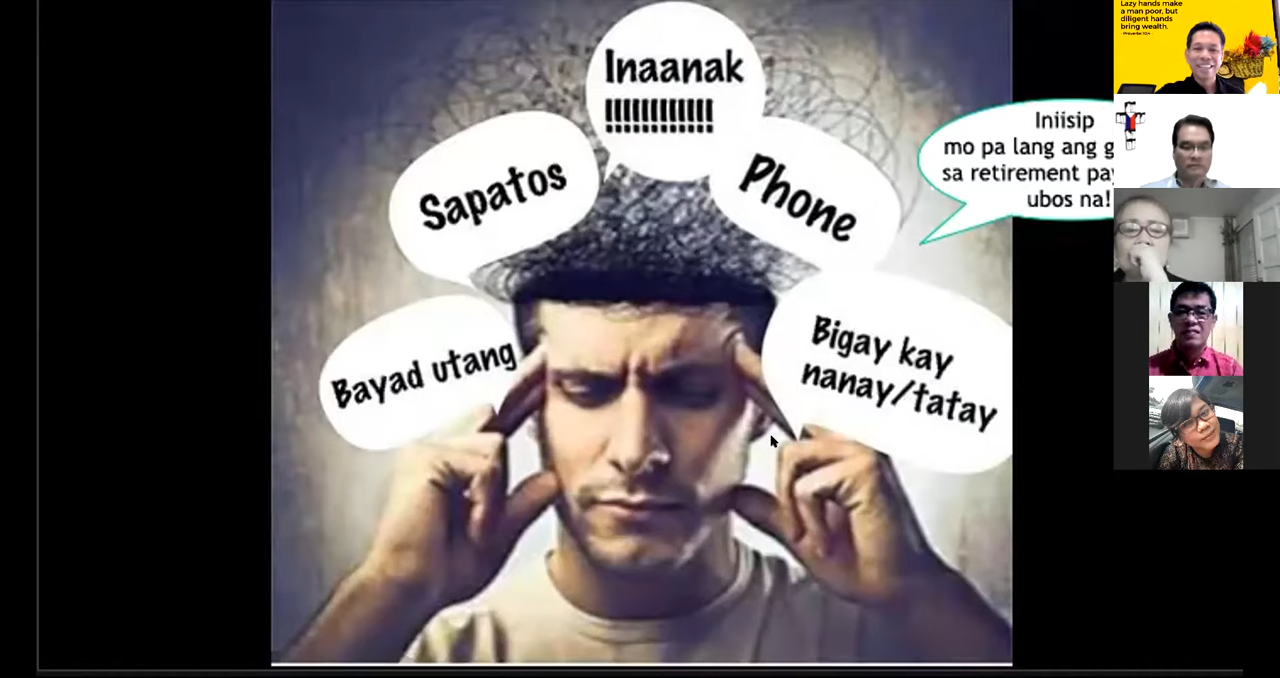 Inaanak
!!!!!!!!!!!!
Sapatos
Phone
Bayad utang
Bigay kay
nanay/tatay
Iniisip
mo pa lang ang
sa retirement
ubos na!
Lazy hands make
a man poor, but
diligent hands
bring wealth.